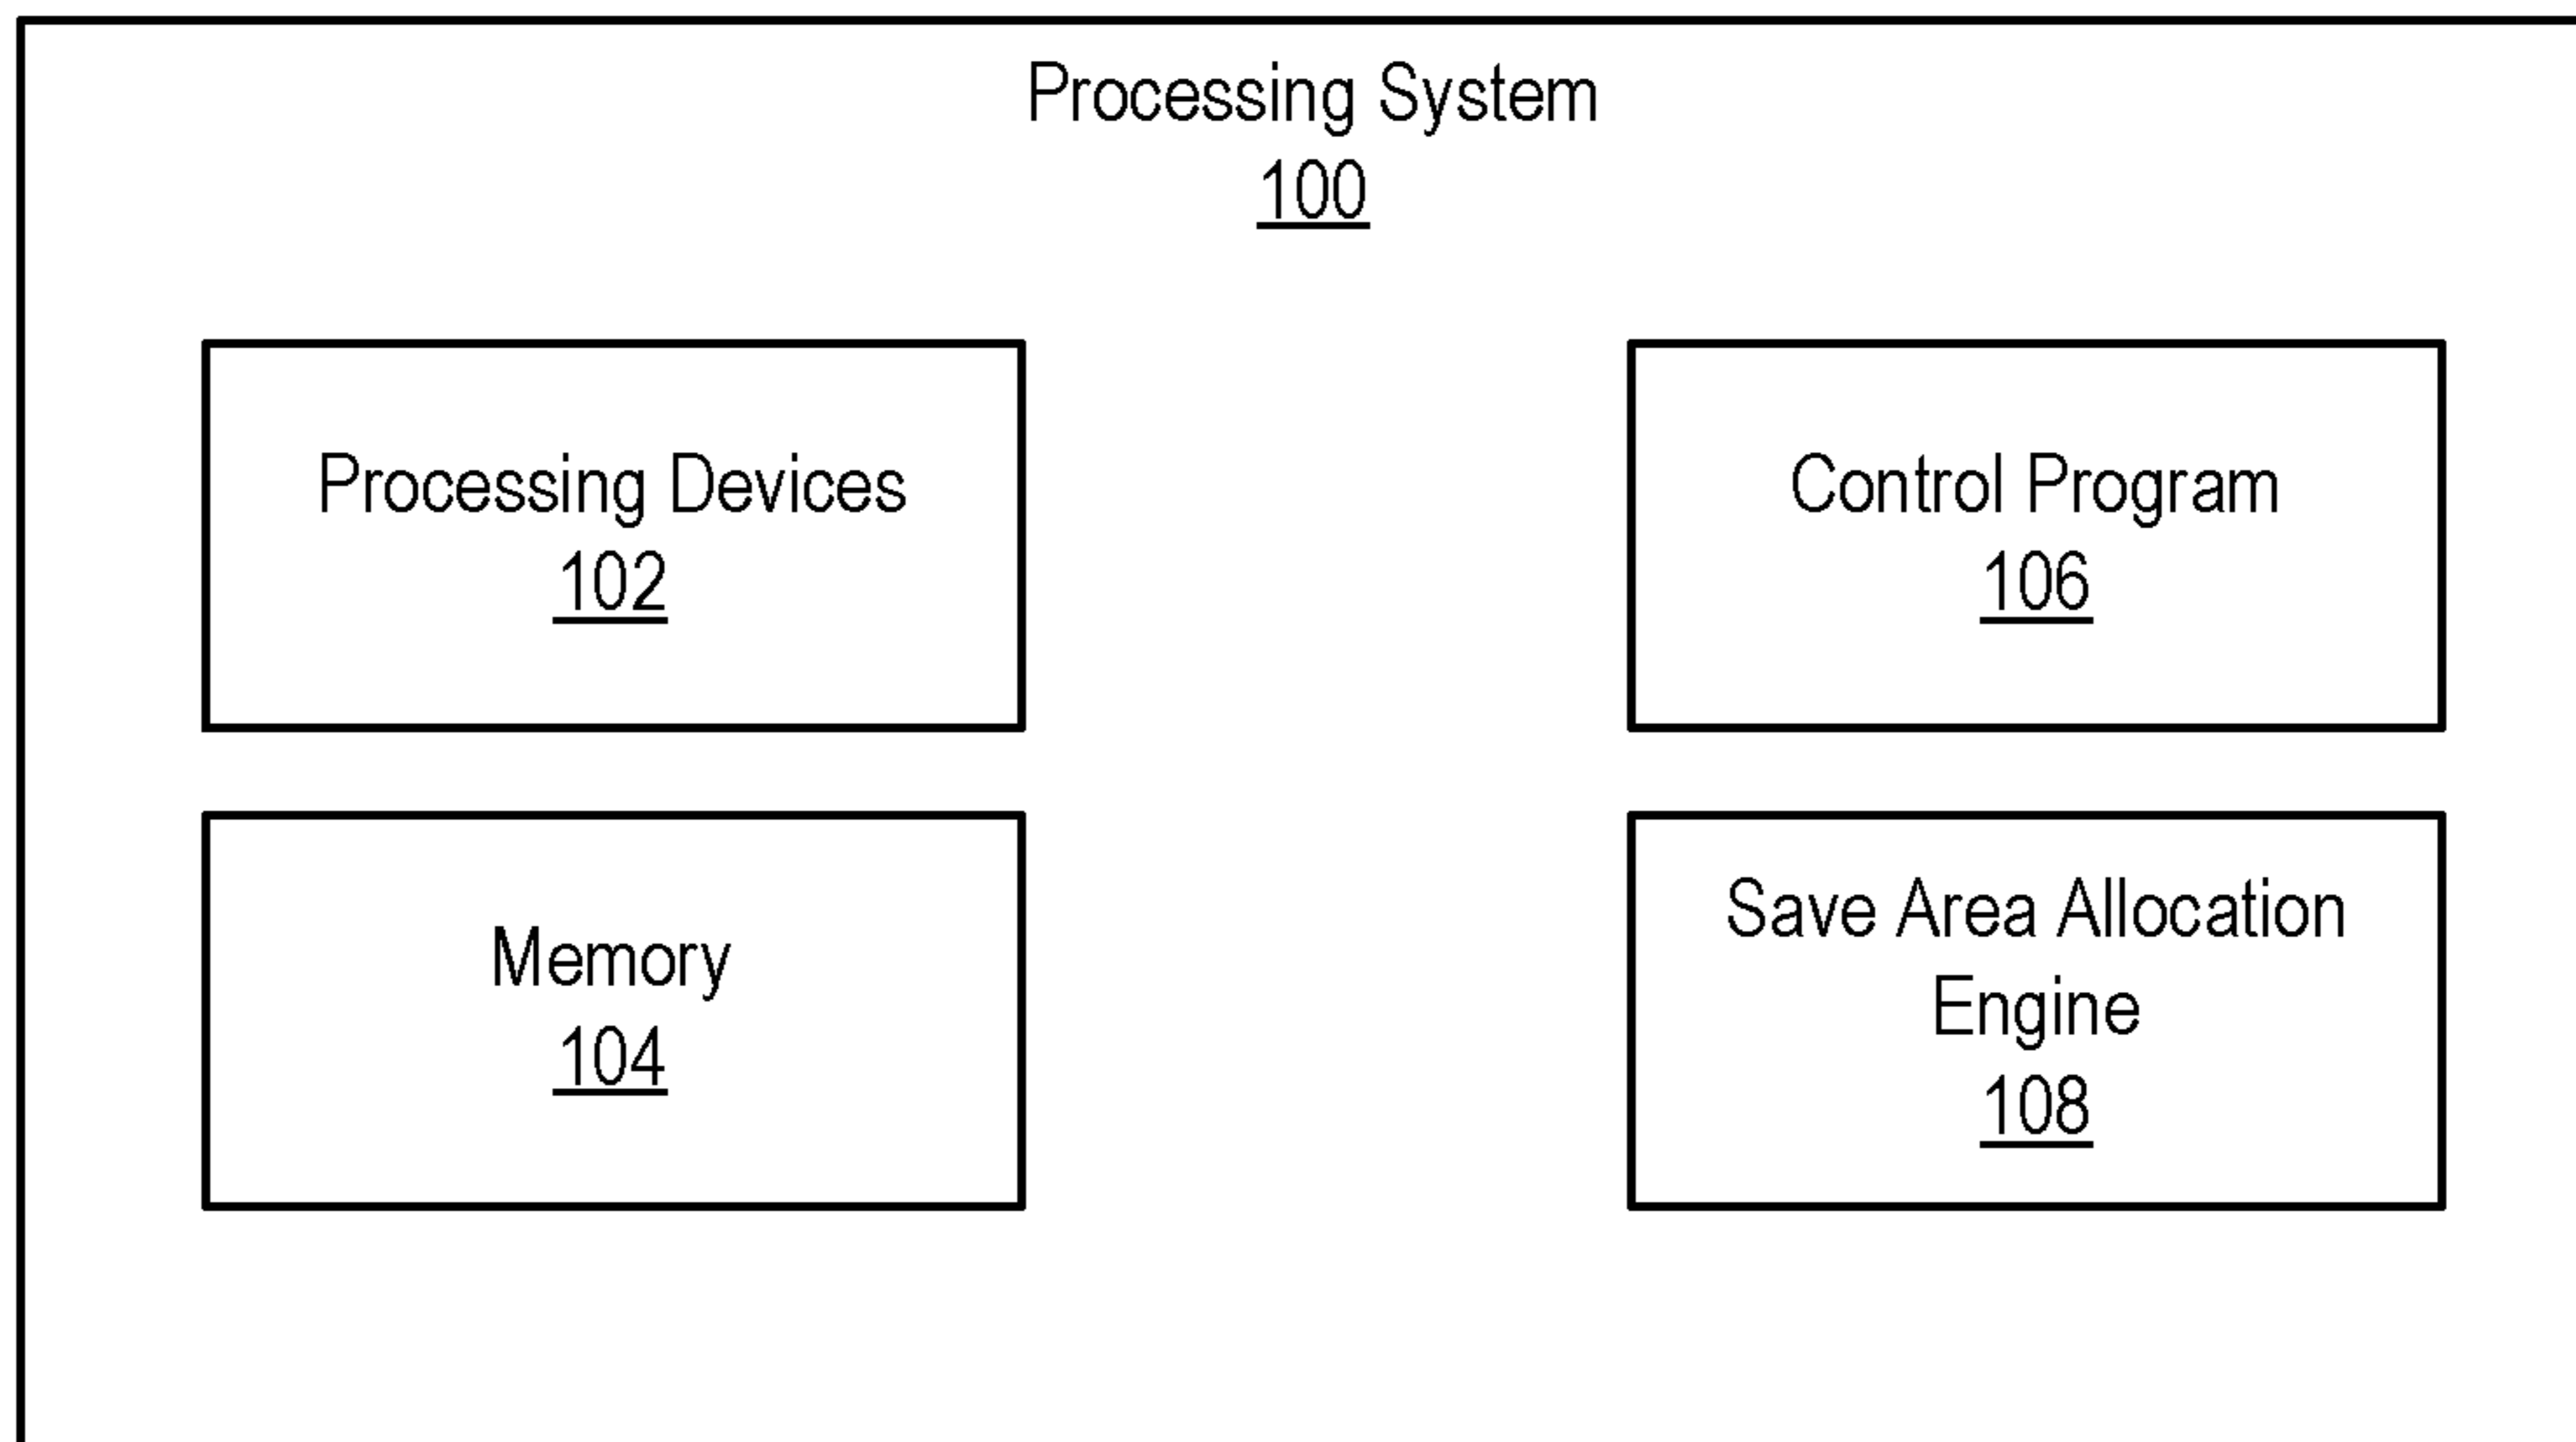 Processing System
100
Processing Devices
102
Control Program
106
Memory
104
Save Area Allocation
Engine
108